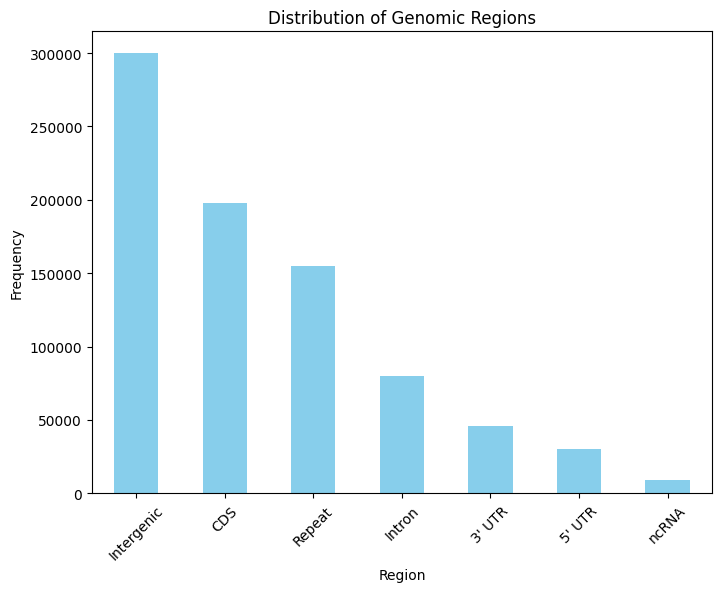 Distribution of Genomic Regions
Frequency
300000
250000
200000
150000
100000
50000
0
Intergenic
CDS
Repeat
Intron
3' UTR
5' UTR
ncRNA
Region